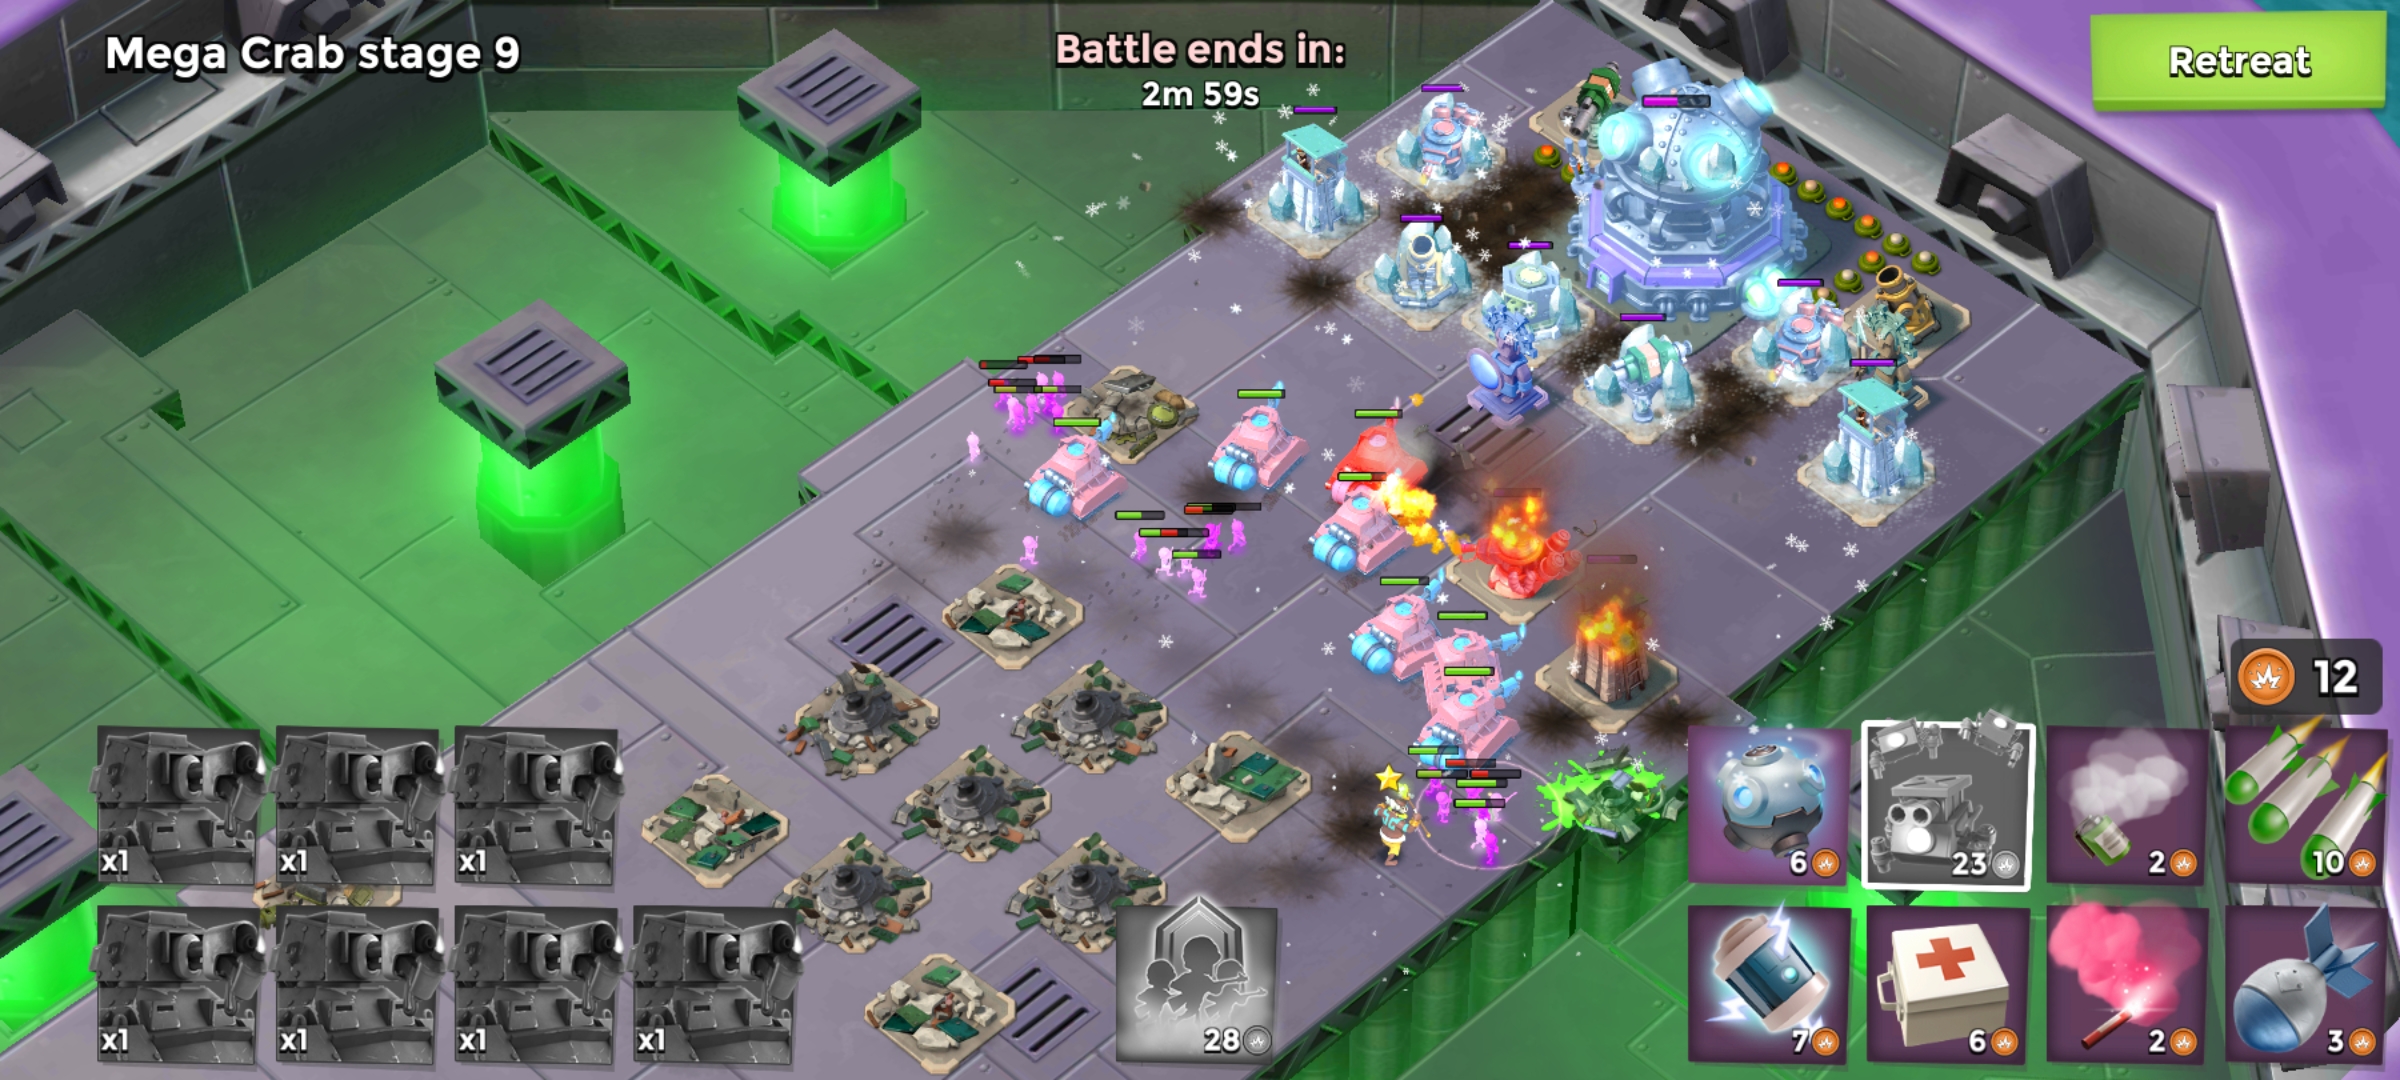 Mega Crab stage 9
Battle ends in:
2m 59s
Retreat
12
x1
x1
x1
6
23
2
10
x1
x1
x1
x1
28
7
6
2
3